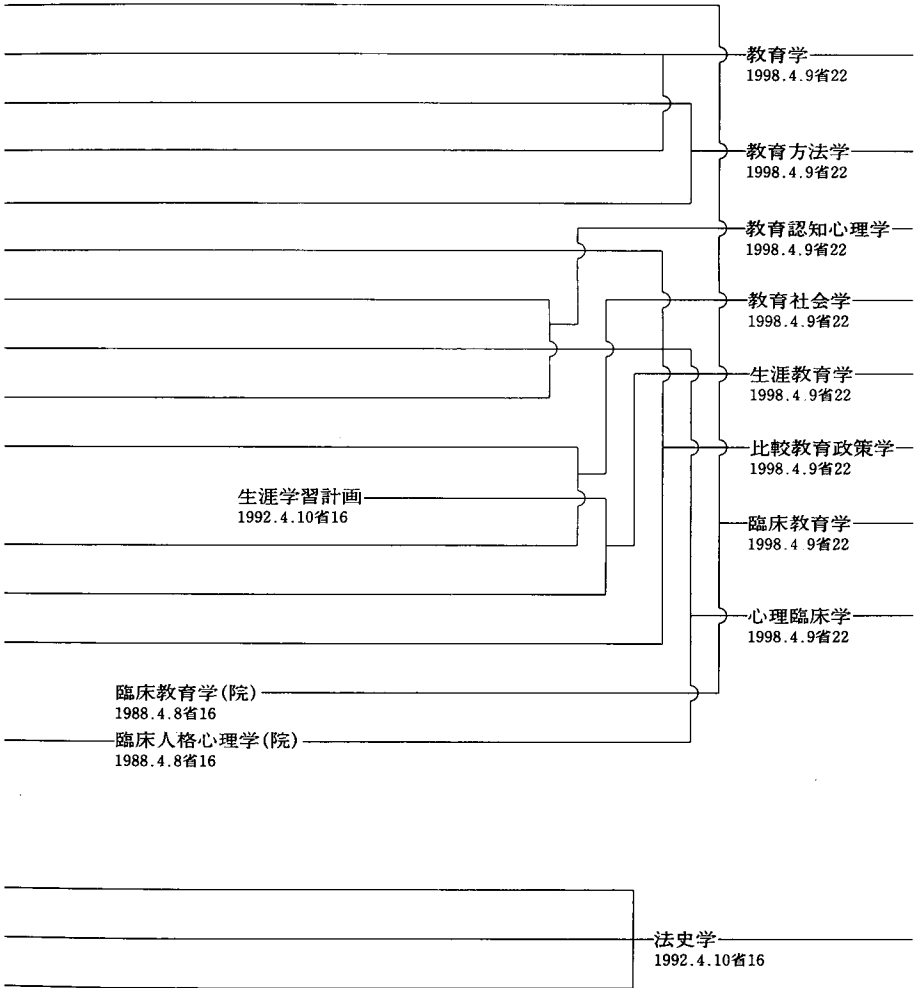 教育学
1998.4.9省22
教育方法学
1998.4.9省22
教育認知心理学
1998.4.9省22
教育社会学
1998.4.9省22
生涯教育学
1998.4.9省22
比較教育政策学
1998.4.9省22
生涯学習計画
1992.4.10省16
臨床教育学
1998.4.9省22
心理臨床学
1998.4.9省22
臨床教育学(院)
1988.4.8省16
臨床人格心理学(院)
1988.4.8省16
法史学
1992.4.10省16